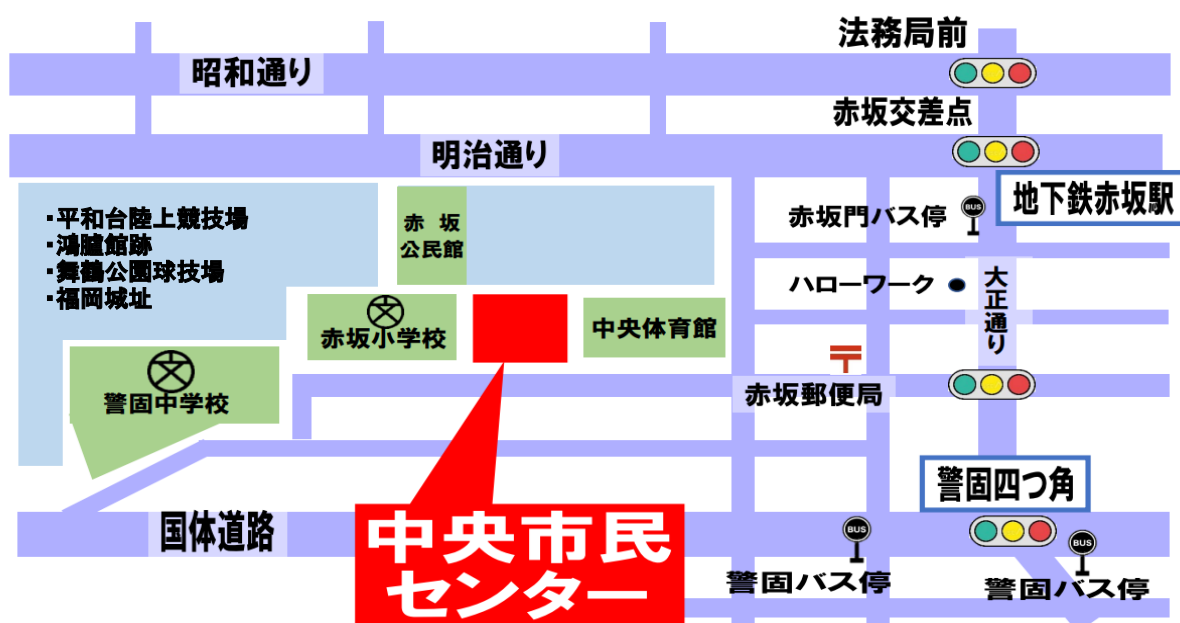 法務局前
昭和通り
赤坂交差点
明治通り
地下鉄赤坂駅
・平和台陸上競技場
・鴻臚館跡
・舞鶴公園球技場
・福岡城址
赤坂
公民館
赤坂門バス停
BUS
ハローワーク
大正通り
文
赤坂小学校
中央体育館
文
警固中学校
〒
赤坂郵便局
警固四つ角
国体道路
中央市民
センター
BUS
警固バス停
BUS
警固バス停